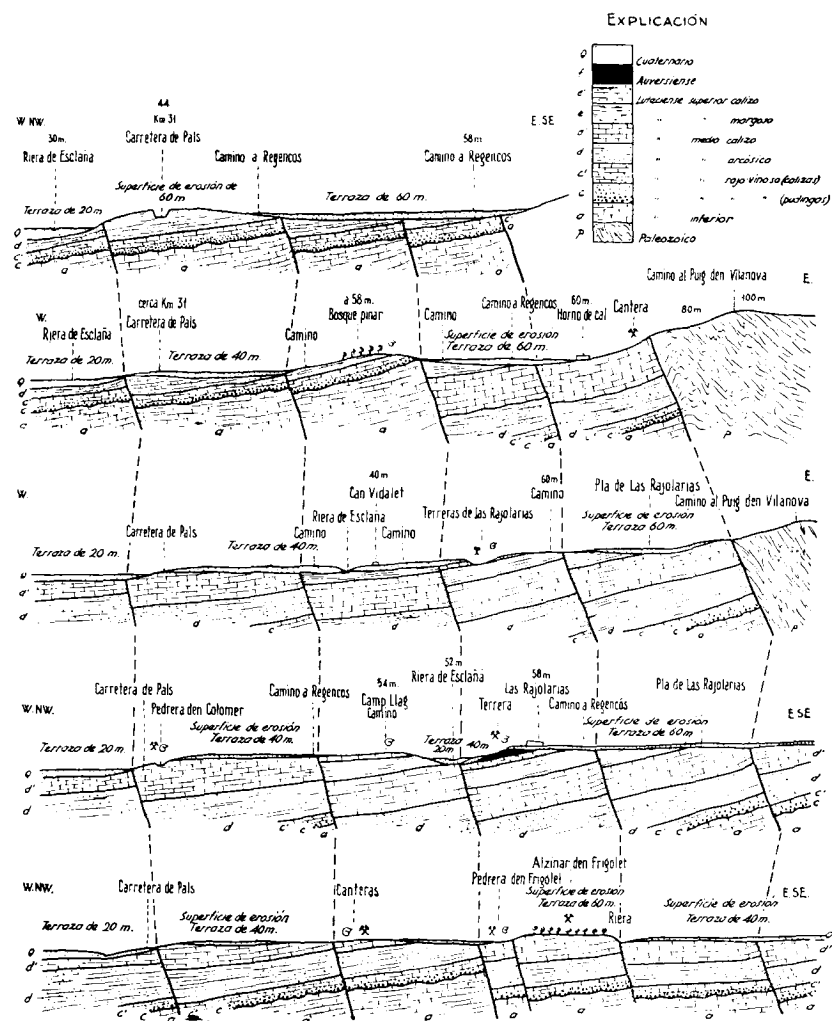 EXPLICACIÓN
Q Cuaternario
f Auversiense
e' Lutaciense superior calizo
e " " margoso
d' " medio calizo
d " " arcósica
c' " " rojo vinoso (calizas)
c " " " " (pudingas)
a " inferior
P Paleozoico
W. NW.
E. SE
30 m.
Riera de Esclaña
44
Km 31
Carretera de Pals
Camino a Regencos
58 m
Camino a Regencos
Terraza de 20 m
Superficie de erosión de
60 m
Terraza de 60 m.
Q
d
c'
c
a
a
a
a
W.
E.
Riera de Esclaña
Terraza de 20 m.
cerca Km 31
Carretera de Pals
Terraza de 40 m.
Camino
a 58 m.
Bosque pinar
Camino
Camino a Regencos
Superficie de erosión
Terraza de 60 m.
60 m.
Horno de cal
Cantera
80 m
100 m
Camino al Puig den Vilanova
Q
d
c'
c
a
a
a
d
c
c'
a
d
c'
c
a
P
W.
E.
Terraza de 20 m.
Carretera de Pals
Terraza de 40 m.
Camino
Riera de Esclaña
40 m
Can Vidalet
Camino
Terreras de las Rajolarias
60 m
Camino
Pla de Las Rajolarias
Superficie de erosión
Terraza 60 m.
Camino al Puig den Vilanova
Q
d'
d
d
d
d
c'
d
c'
c
a
P
W. NW.
E. SE
Terraza de 20 m.
Carretera de Pals
Pedrera den Colomer
Superficie de erosión
Terraza de 40 m.
Camino a Regencos
54 m
Camp Llag
Camino
52 m
Riera de Esclaña
Terraza
20 m
40 m
Terrera
58 m
Las Rajolarias
Camino a Regencós
Superficie de erosión
Terraza de 60 m.
Pla de Las Rajolarias
Q
d'
d
d
c'
c
a
d
c'
c
a
d
c'
c
a
W. NW.
E. SE.
Terraza de 20 m.
Carretera de Pals
Superficie de erosión
Terraza de 40 m.
Canteras
Pedrera den Frigolet
Alzinar den Frigolet
Superficie de erosión
Terraza de 60 m.
Riera
Superficie de erosión
Terraza de 40 m.
Q
d'
d
c'
c
a
a
a
a
a
a